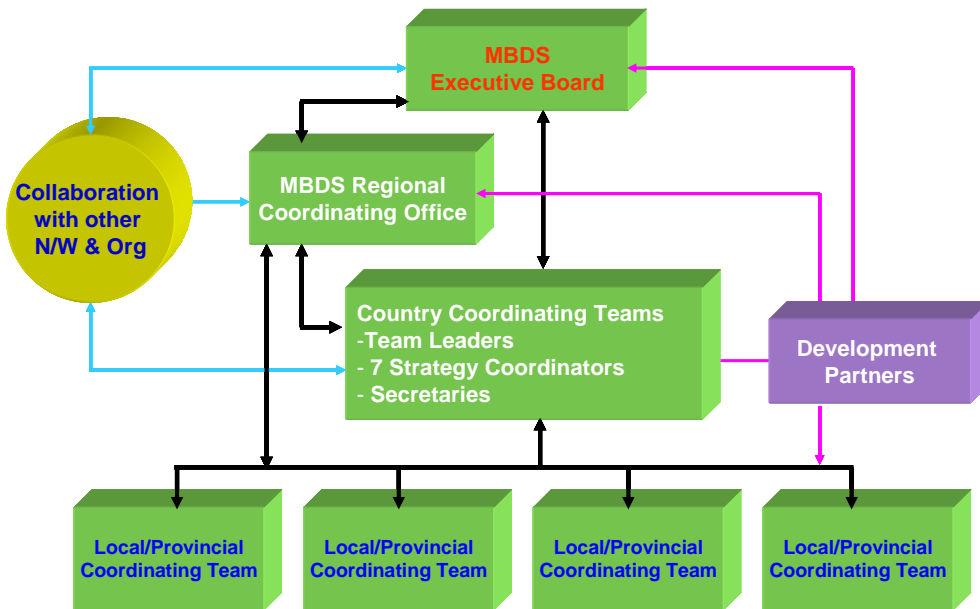 MBDS
Executive Board
MBDS Regional
Coordinating Office
Collaboration
with other
N/W & Org
Country Coordinating Teams
-Team Leaders
- 7 Strategy Coordinators
- Secretaries
Development
Partners
Local/Provincial
Coordinating Team
Local/Provincial
Coordinating Team
Local/Provincial
Coordinating Team
Local/Provincial
Coordinating Team